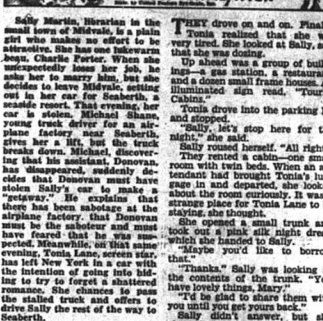 Sally Martin, librarian in the
small town of Midvale, is a plain
girl who makes no effort to be
attractive. She has one lukewarm
beau, Charlie Porter. When she
unexpectedly loses her job, he
asks her to marry him, but she
decides to leave Midvale, setting
out in her car for Seaberth,
seaside resort. That evening, her
car is stolen. Michael Shane,
young truck driver for an air-
plane factory near Seaberth,
gives her a lift, but the truck
breaks down. Michael, discover-
ing that his assistant, Donovan
has disappeared, suddenly de-
cides that Donovan must have
stolen Sally's car to make a
"getaway." He explains that
there has been sabotage at the
airplane factory, that Donovan
must be the saboteur and must
have feared that he was sus-
pected. Meanwhile, on that same
evening, Tonia Lane, screen star,
has left New York in a car with
the intention of going into hid-
ing to try to forget a shattered
romance. She chances to pass
the stalled truck and offers to
drive Sally the rest of the way to
Seaberth.
THEY drove on and on. Final
Tonia realized that she w
very tired. She looked at Sally, s
that she was dosing.
Up ahead was a group of buil
ings—a gas station, a restaura
and a dozen small frame houses. 
illuminated sign read, "Tour
Cabins."
Tonia drove into the parking l
and stopped.
"Sally, let's stop here for t
night," she said.
Sally roused herself. "All right
They rented a cabin—one sm
room with twin beds. When an a
tendant had brought Tonia's lu
gage in and departed, she look
about the room curiously. It was
strange place for Tonia Lane to 
staying, she thought.
She opened a small trunk a
took out a pink silk night dre
which she handed to Sally.
"Maybe you'd like to borro
that."
"Thanks." Sally was looking 
the contents of the trunk. "Yo
have lovely things, Mary."
"I'd be glad to share them wi
you until you get yours back."
Sally didn't answer, but sh